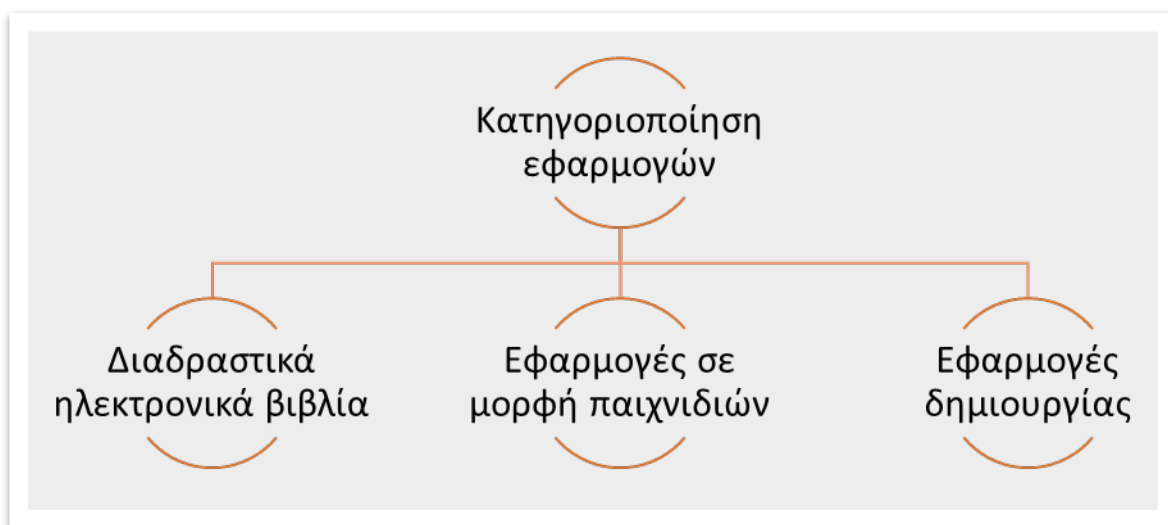 Κατηγοριοποίηση
εφαρμογών
Διαδραστικά
ηλεκτρονικά βιβλία
Εφαρμογές σε
μορφή παιχνιδιών
Εφαρμογές
δημιουργίας